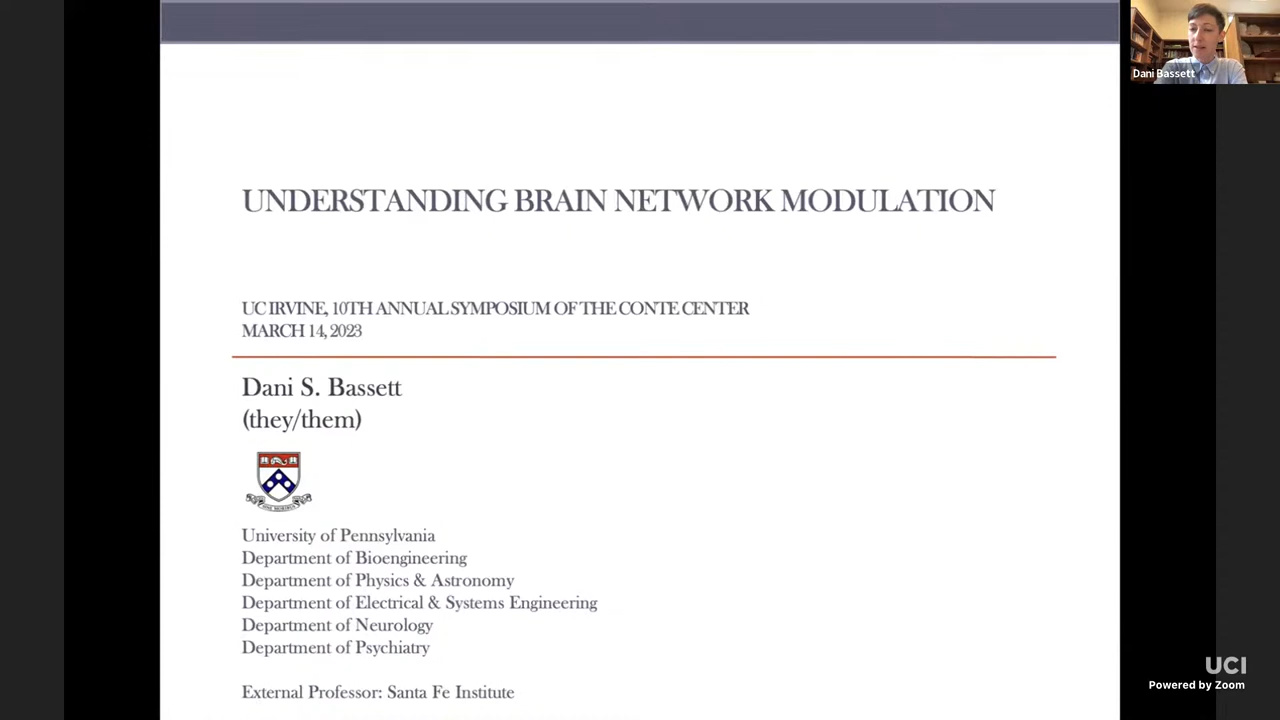 Dani Bassett
UNDERSTANDING BRAIN NETWORK MODULATION
UC IRVINE, 10TH ANNUAL SYMPOSIUM OF THE CONTE CENTER
MARCH 14, 2023
Dani S. Bassett
(they/them)
University of Pennsylvania
Department of Bioengineering
Department of Physics & Astronomy
Department of Electrical & Systems Engineering
Department of Neurology
Department of Psychiatry
External Professor: Santa Fe Institute
UCI
Powered by Zoom